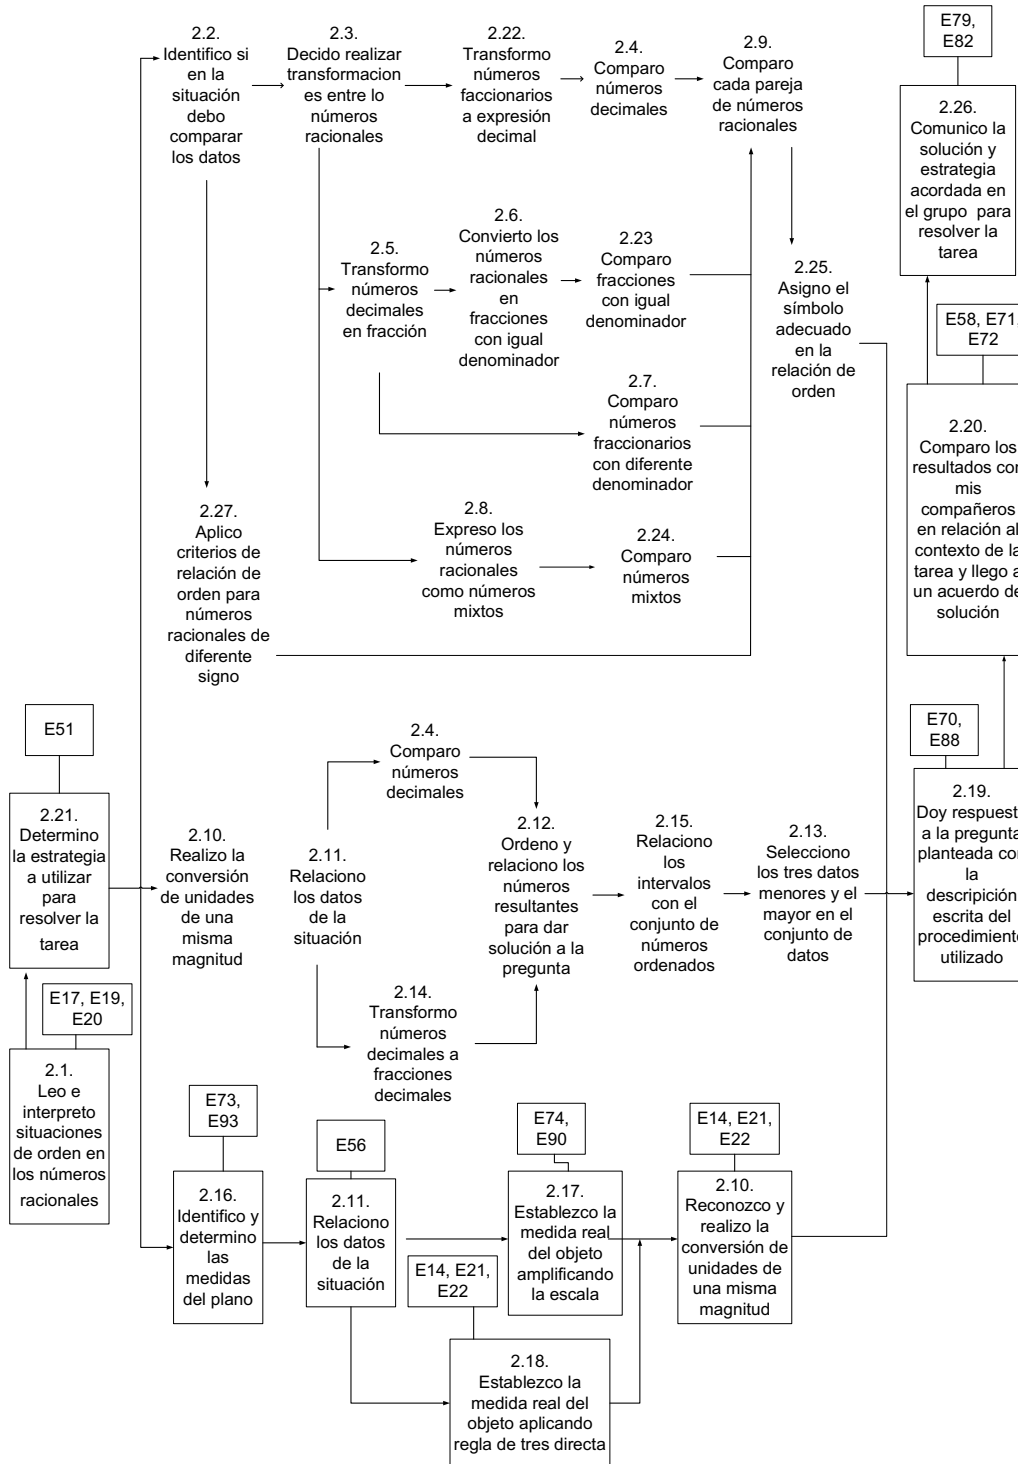 2.2.
Identifico si
en la
situación
debo
comparar
los datos
2.3.
Decido realizar
transformacion
es entre lo
números
racionales
2.22.
Transformo
números
faccionarios
a expresión
decimal
2.4.
Comparo
números
decimales
2.9.
Comparo
cada pareja
de números
racionales
E79,
E82
2.26.
Comunico la
solución y
estrategia
acordada en
el grupo para
resolver la
tarea
2.5.
Transformo
números
decimales
en fracción
2.6.
Convierto los
números
racionales
en
fracciones
con igual
denominador
2.23
Comparo
fracciones
con igual
denominador
2.25.
Asigno el
símbolo
adecuado
en la
relación de
orden
E58, E71,
E72
2.7.
Comparo
números
fraccionarios
con diferente
denominador
2.20.
Comparo los
resultados con
mis
compañeros
en relación al
contexto de la
tarea y llego a
un acuerdo de
solución
2.27.
Aplico
criterios de
relación de
orden para
números
racionales de
diferente
signo
2.8.
Expreso los
números
racionales
como números
mixtos
2.24.
Comparo
números
mixtos
E51
2.21.
Determino
la estrategia
a utilizar
para
resolver la
tarea
2.10.
Realizo la
conversión
de unidades
de una
misma
magnitud
2.11.
Relaciono
los datos
de la
situación
2.4.
Comparo
números
decimales
2.12.
Ordeno y
relaciono los
números
resultantes
para dar
solución a la
pregunta
2.15.
Relaciono
los
intervalos
con el
conjunto de
números
ordenados
2.13.
Selecciono
los tres datos
menores y el
mayor en el
conjunto de
datos
E70,
E88
2.19.
Doy respuest
a la pregunta
planteada con
la
descripición
escrita del
procedimiento
utilizado
2.14.
Transformo
números
decimales a
fracciones
decimales
E17, E19,
E20
2.1.
Leo e
interpreto
situaciones
de orden en
los números
racionales
E73,
E93
2.16.
Identifico y
determino
las
medidas
del plano
E56
2.11.
Relaciono
los datos
de la
situación
E74,
E90
2.17.
Establezco la
medida real
del objeto
amplificando
la escala
E14, E21,
E22
2.10.
Reconozco y
realizo la
conversión de
unidades de
una misma
magnitud
E14, E21,
E22
2.18.
Establezco la
medida real del
objeto aplicando
regla de tres directa